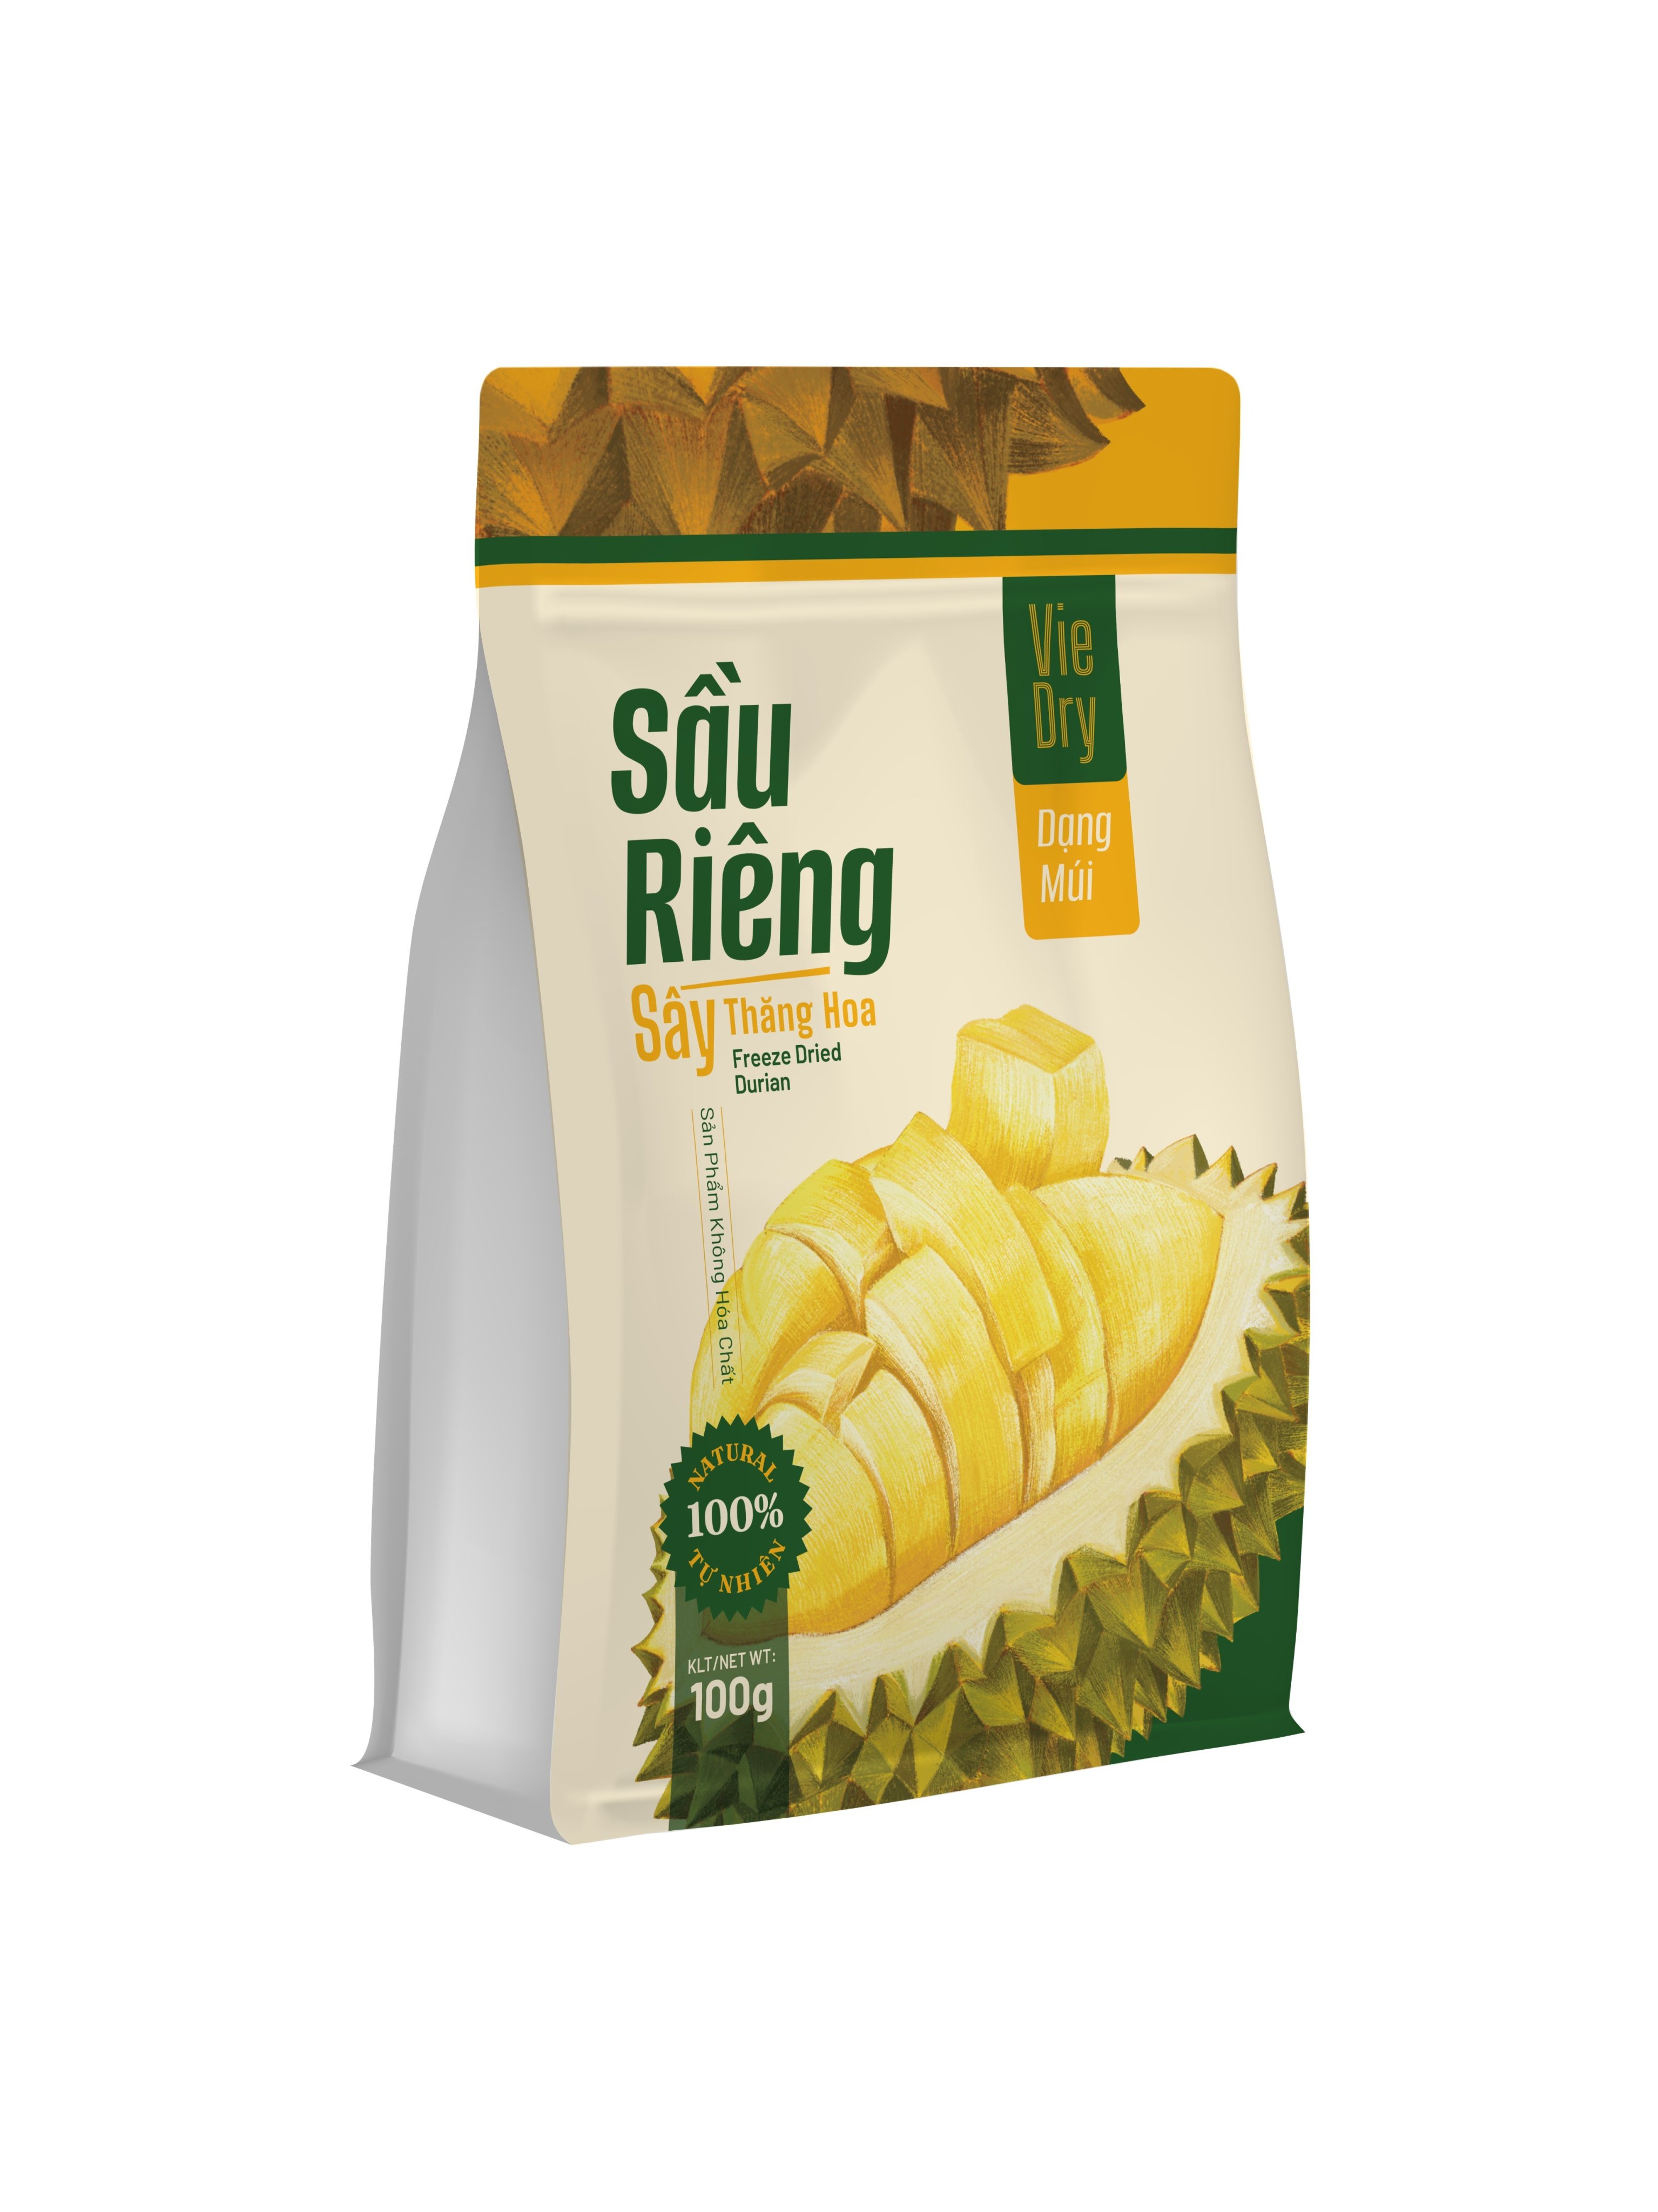 Vie
Dry
Dạng
Múi
Sầu
Riêng
Sấy Thăng Hoa
Freeze Dried
Durian
Sản Phẩm Không Hóa Chất
NATURAL
100%
TỰ NHIÊN
KLT/NET WT:
100g